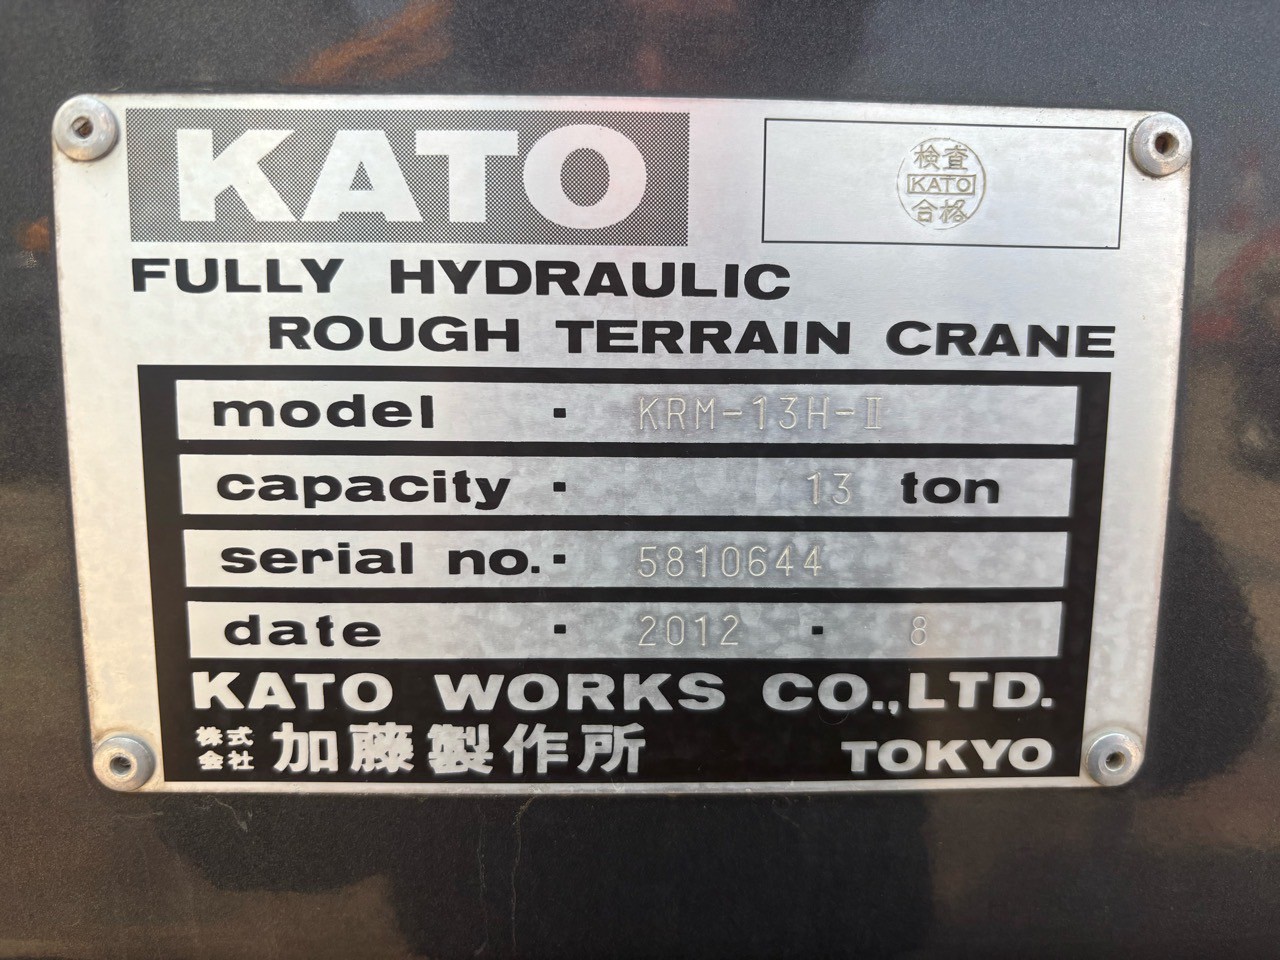 KATO
検査
KATO
合格
FULLY HYDRAULIC
ROUGH TERRAIN CRANE
model · KRM-13H-Ⅱ
capacity · 13 ton
serial no. · 5810644
date · 2012 · 8
KATO WORKS CO.,LTD.
株式会社 加藤製作所 TOKYO